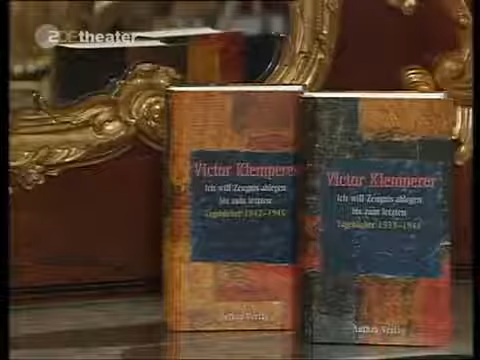 ZDFtheater
Victor Klemperer
Ich will Zeugnis ablegen
bis zum letzten
Tagebücher 1942-1945
Aufbau-Verlag
Victor Klemperer
Ich will Zeugnis ablegen
bis zum letzten
Tagebücher 1933-1941
Aufbau-Verlag